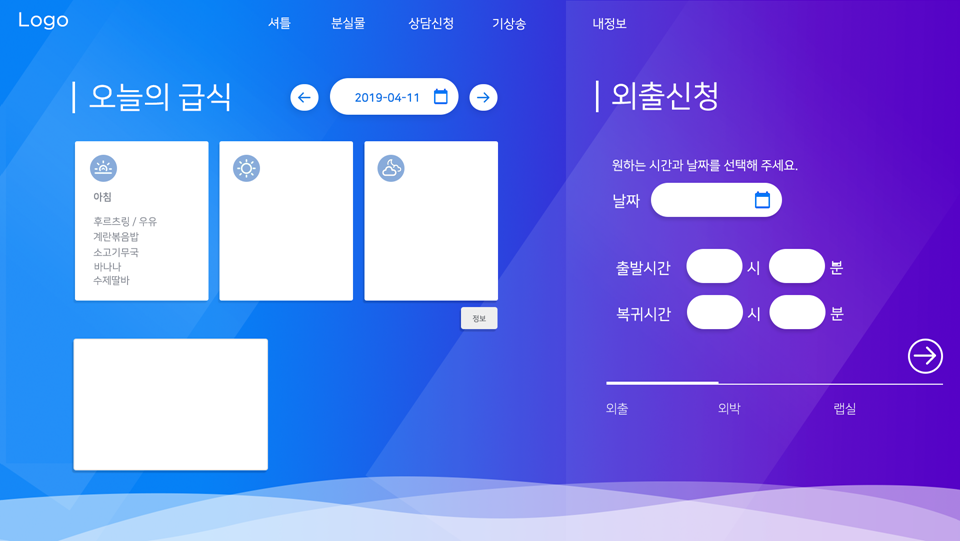 Logo
셔틀
분실물
상담신청
기상송
내정보
오늘의 급식
2019-04-11
외출신청
아침
후르츠링 / 우유
계란볶음밥
소고기무국
바나나
수제딸바
정보
원하는 시간과 날짜를 선택해 주세요.
날짜
출발시간 시 분
복귀시간 시 분
외출
외박
랩실